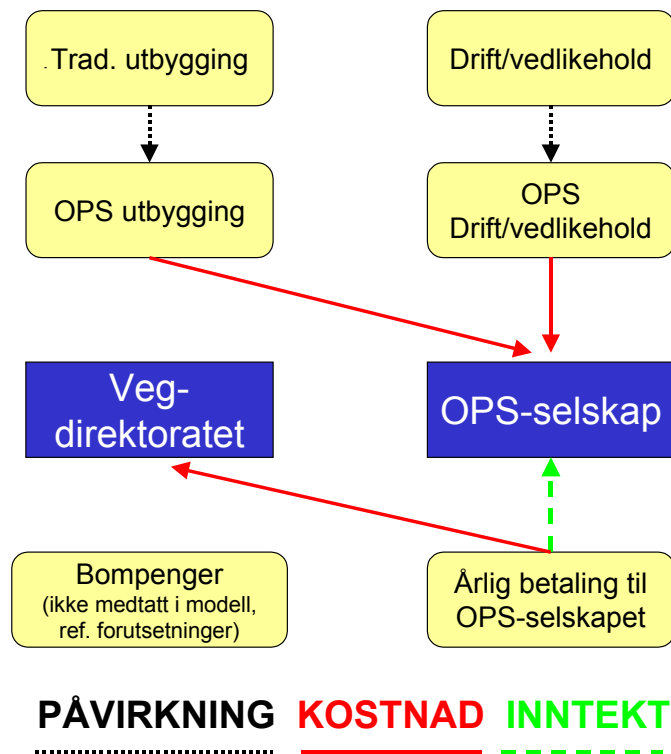 . Trad. utbygging
Drift/vedlikehold
OPS utbygging
OPS
Drift/vedlikehold
Veg-
direktoratet
OPS-selskap
Bompenger
(ikke medtatt i modell,
ref. forutsetninger)
Årlig betaling til
OPS-selskapet
PÅVIRKNING KOSTNAD INNTEKT